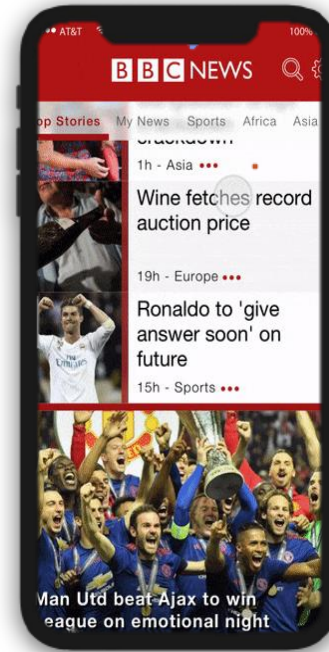 AT&T 100%
BBC NEWS
op Stories My News Sports Africa Asia
crackdown
1h - Asia •••
Wine fetches record
auction price
19h - Europe •••
Ronaldo to 'give
answer soon' on
future
15h - Sports •••
Man Utd beat Ajax to win
eague on emotional night